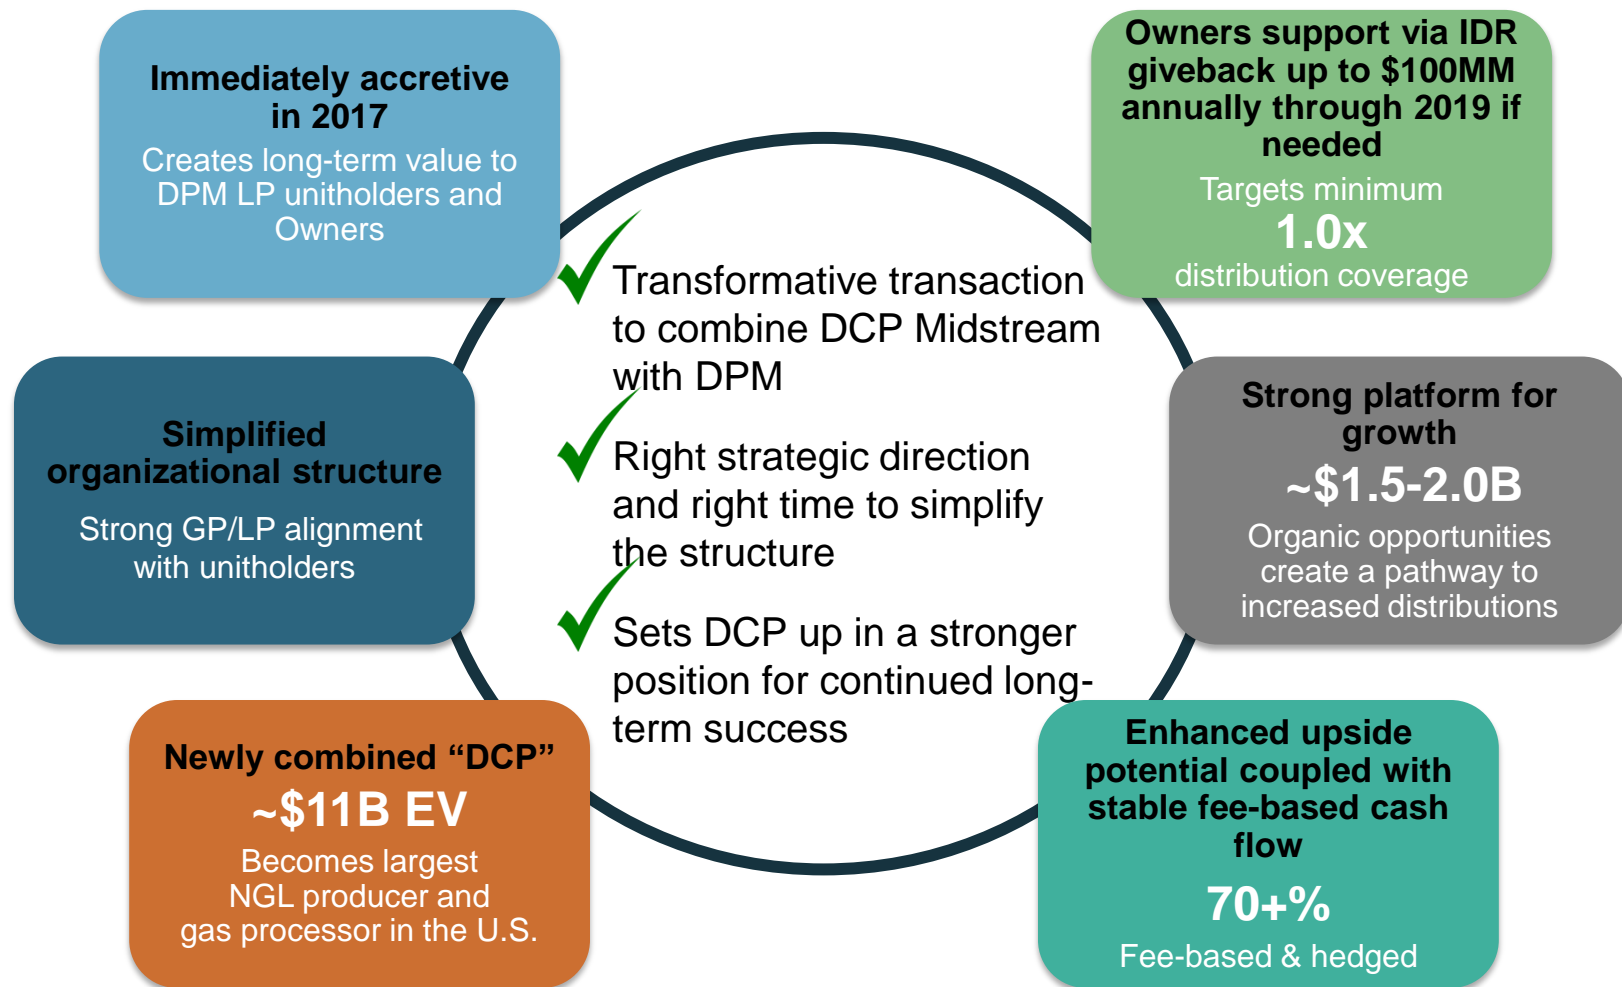 Immediately accretive
in 2017
Creates long-term value to
DPM LP unitholders and
Owners
Owners support via IDR
giveback up to $100MM
annually through 2019 if
needed
Targets minimum
1.0x
distribution coverage
Transformative transaction
to combine DCP Midstream
with DPM
Right strategic direction
and right time to simplify
the structure
Sets DCP up in a stronger
position for continued long-
term success
Simplified
organizational structure
Strong GP/LP alignment
with unitholders
Strong platform for
growth
~$1.5-2.0B
Organic opportunities
create a pathway to
increased distributions
Newly combined “DCP”
~$11B EV
Becomes largest
NGL producer and
gas processor in the U.S.
Enhanced upside
potential coupled with
stable fee-based cash
flow
70+%
Fee-based & hedged